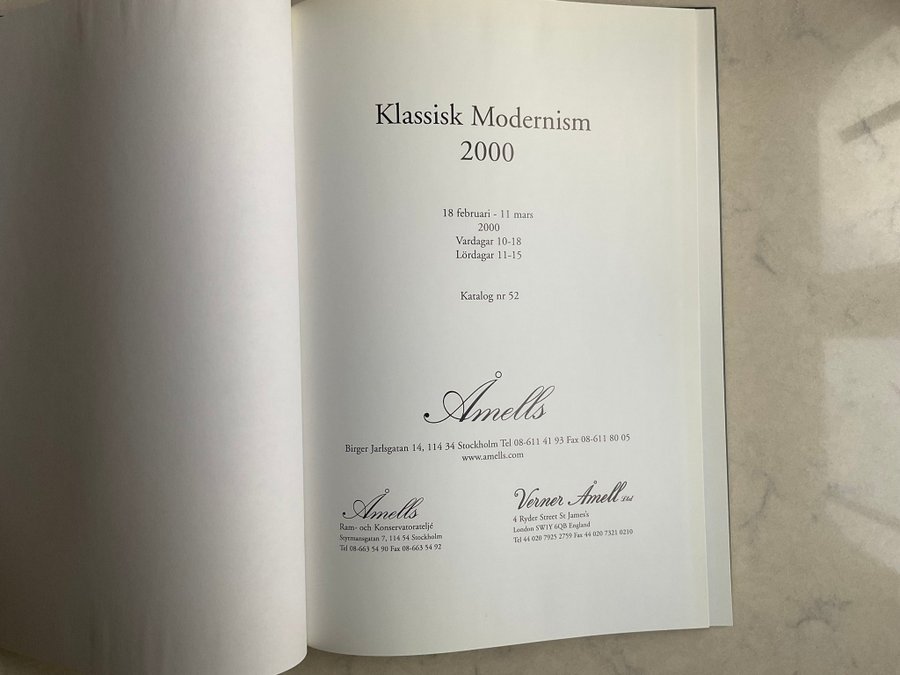 Klassisk Modernism
2000
18 februari - 11 mars
2000
Vardagar 10-18
Lördagar 11-15
Katalog nr 52
Åmells
Birger Jarlsgatan 14, 114 34 Stockholm Tel 08-611 41 93 Fax 08-611 80 05
www.amells.com
Åmells
Ram- och Konservatorateljé
Styrmansgatan 7, 114 54 Stockholm
Tel 08-663 54 90 Fax 08-663 54 92
Verner Åmell Ltd
4 Ryder Street St James's
London SW1Y 6QB England
Tel 44 020 7925 2759 Fax 44 020 7321 0210